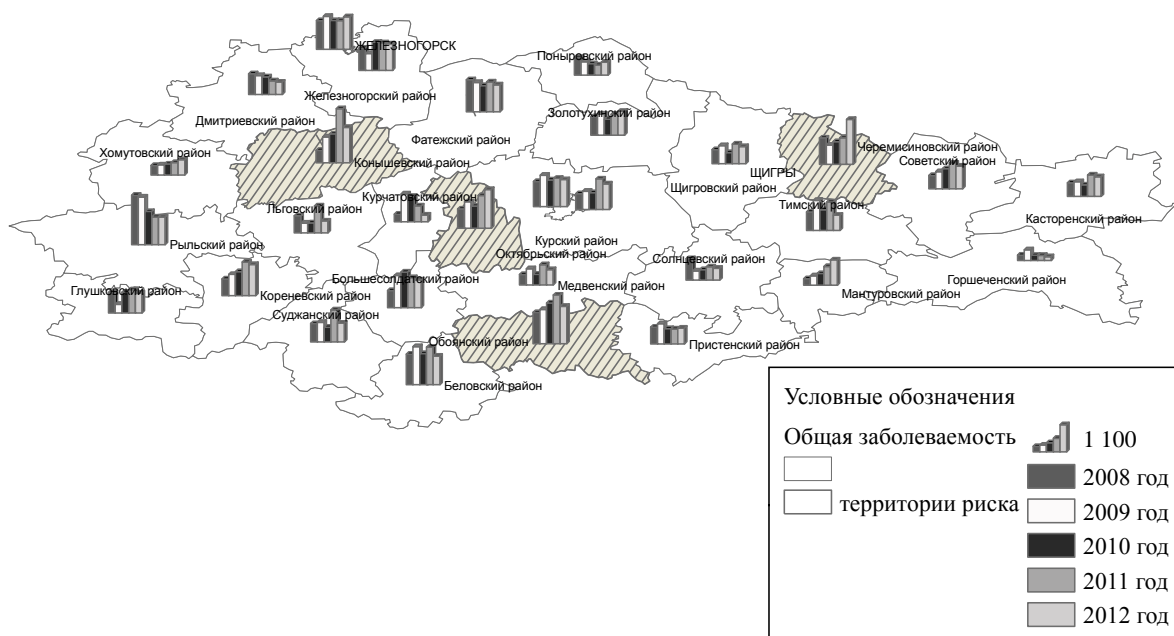 ЖЕЛЕЗНОГОРСК
Поныровский район
Железногорский район
Золотухинский район
Дмитриевский район
Фатежский район
Хомутовский район
Конышевский район
Черемисиновский район
Советский район
ЩИГРЫ
Щигровский район
Курчатовский район
Касторенский район
Льговский район
Тимский район
Рыльский район
Курский район
Октябрьский район
Солнцевский район
Большесолдатский район
Горшеченский район
Глушковский район
Медвенский район
Кореневский район
Мантуровский район
Суджанский район
Обоянский район
Пристенский район
Беловский район
Условные обозначения
Общая заболеваемость
территории риска
1 100
2008 год
2009 год
2010 год
2011 год
2012 год